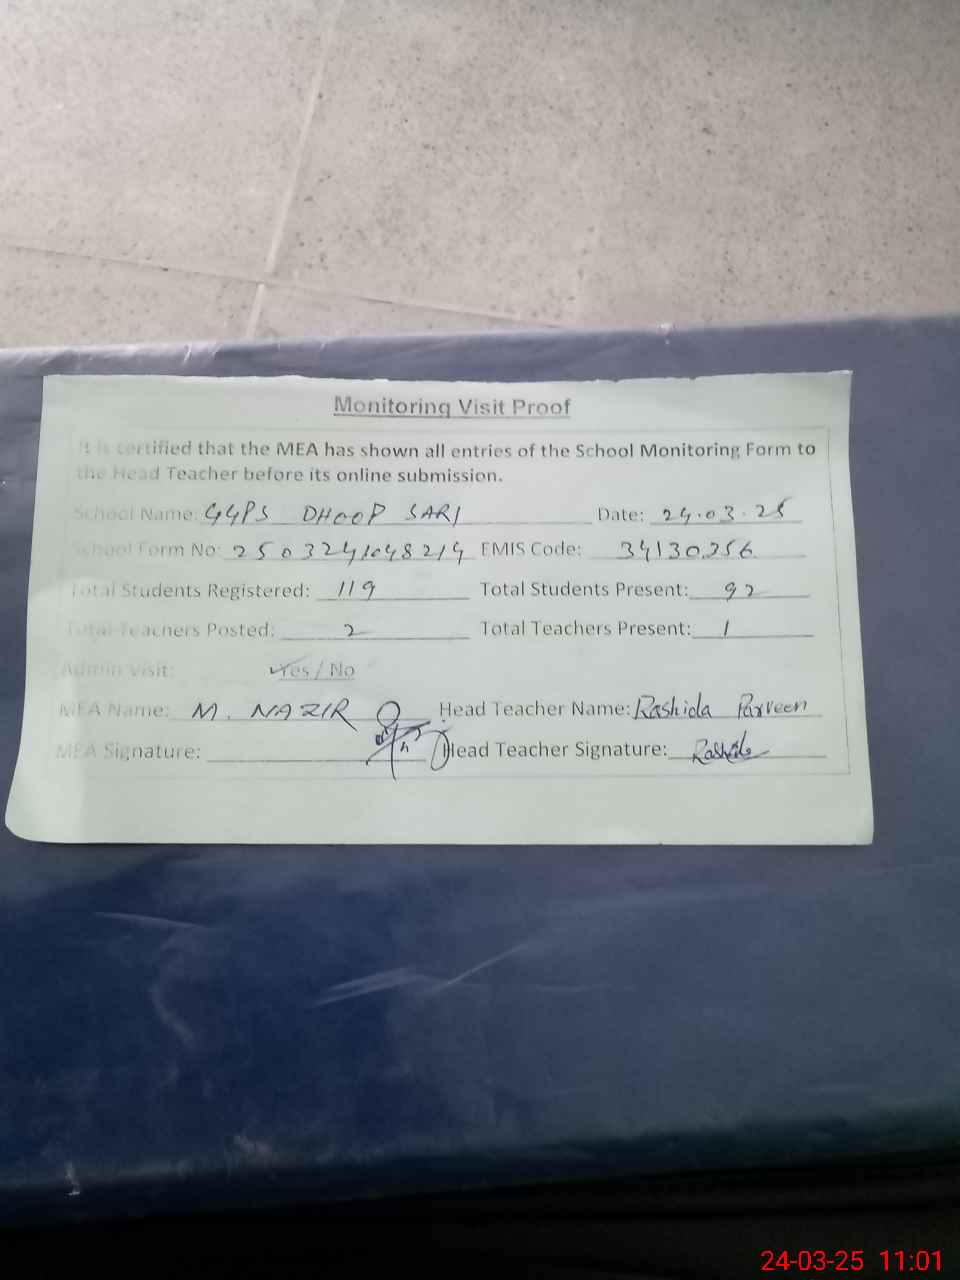 Monitoring Visit Proof
It is certified that the MEA has shown all entries of the School Monitoring Form to
the Head Teacher before its online submission.
School Name: GGPS DHOOP SARI Date: 24.03.25
School Form No: 2503241048214 EMIS Code: 34130256
Total Students Registered: 119 Total Students Present: 92
Total Teachers Posted: 2 Total Teachers Present: 1
Admin Visit: Yes / No
MEA Name: M. NAZIR Head Teacher Name: Rashida Parveen
MEA Signature: Head Teacher Signature: Rashida
24-03-25 11:01